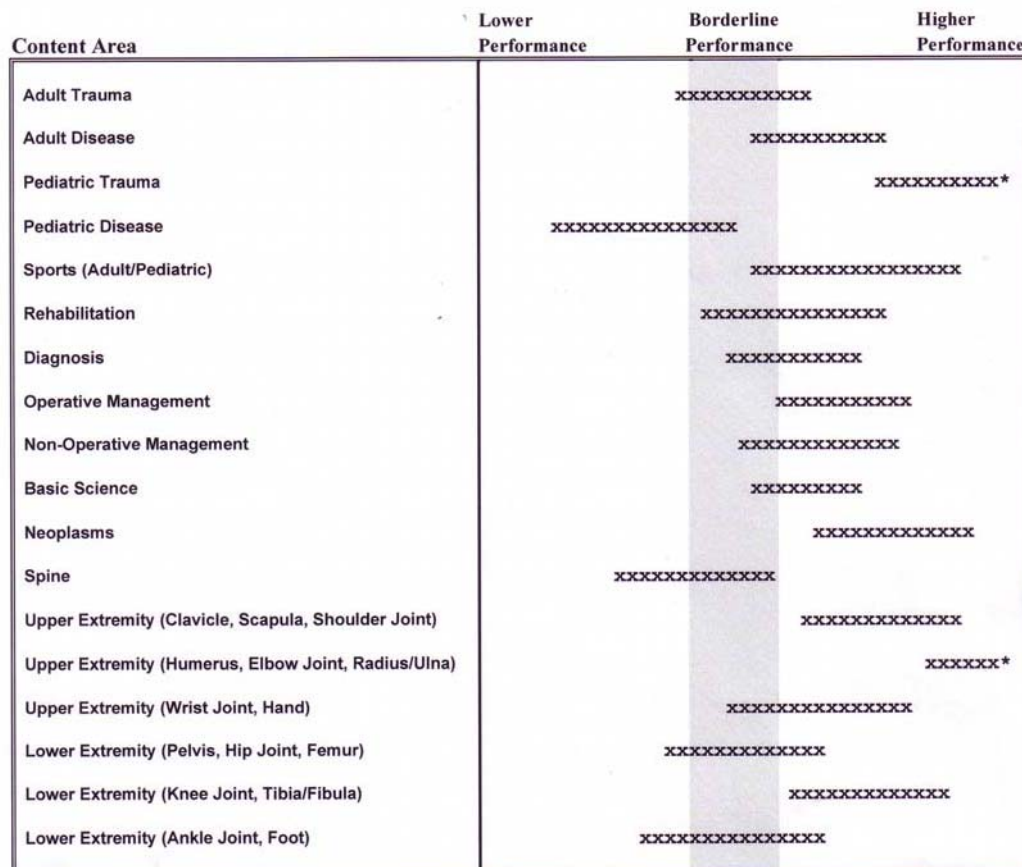 Lower Borderline Higher
Content Area Performance Performance Performance
Adult Trauma xxxxxxxxxxx
Adult Disease xxxxxxxxxxx
Pediatric Trauma xxxxxxxxxx*
Pediatric Disease xxxxxxxxxxxxxxx
Sports (Adult/Pediatric) xxxxxxxxxxxxxxxxx
Rehabilitation xxxxxxxxxxxxxxx
Diagnosis xxxxxxxxxxx
Operative Management xxxxxxxxxxx
Non-Operative Management xxxxxxxxxxxxx
Basic Science xxxxxxxxx
Neoplasms xxxxxxxxxxxxx
Spine xxxxxxxxxxxxx
Upper Extremity (Clavicle, Scapula, Shoulder Joint) xxxxxxxxxxxxx
Upper Extremity (Humerus, Elbow Joint, Radius/Ulna) xxxxxx*
Upper Extremity (Wrist Joint, Hand) xxxxxxxxxxxxxxx
Lower Extremity (Pelvis, Hip Joint, Femur) xxxxxxxxxxxxx
Lower Extremity (Knee Joint, Tibia/Fibula) xxxxxxxxxxxxx
Lower Extremity (Ankle Joint, Foot) xxxxxxxxxxxxxxx